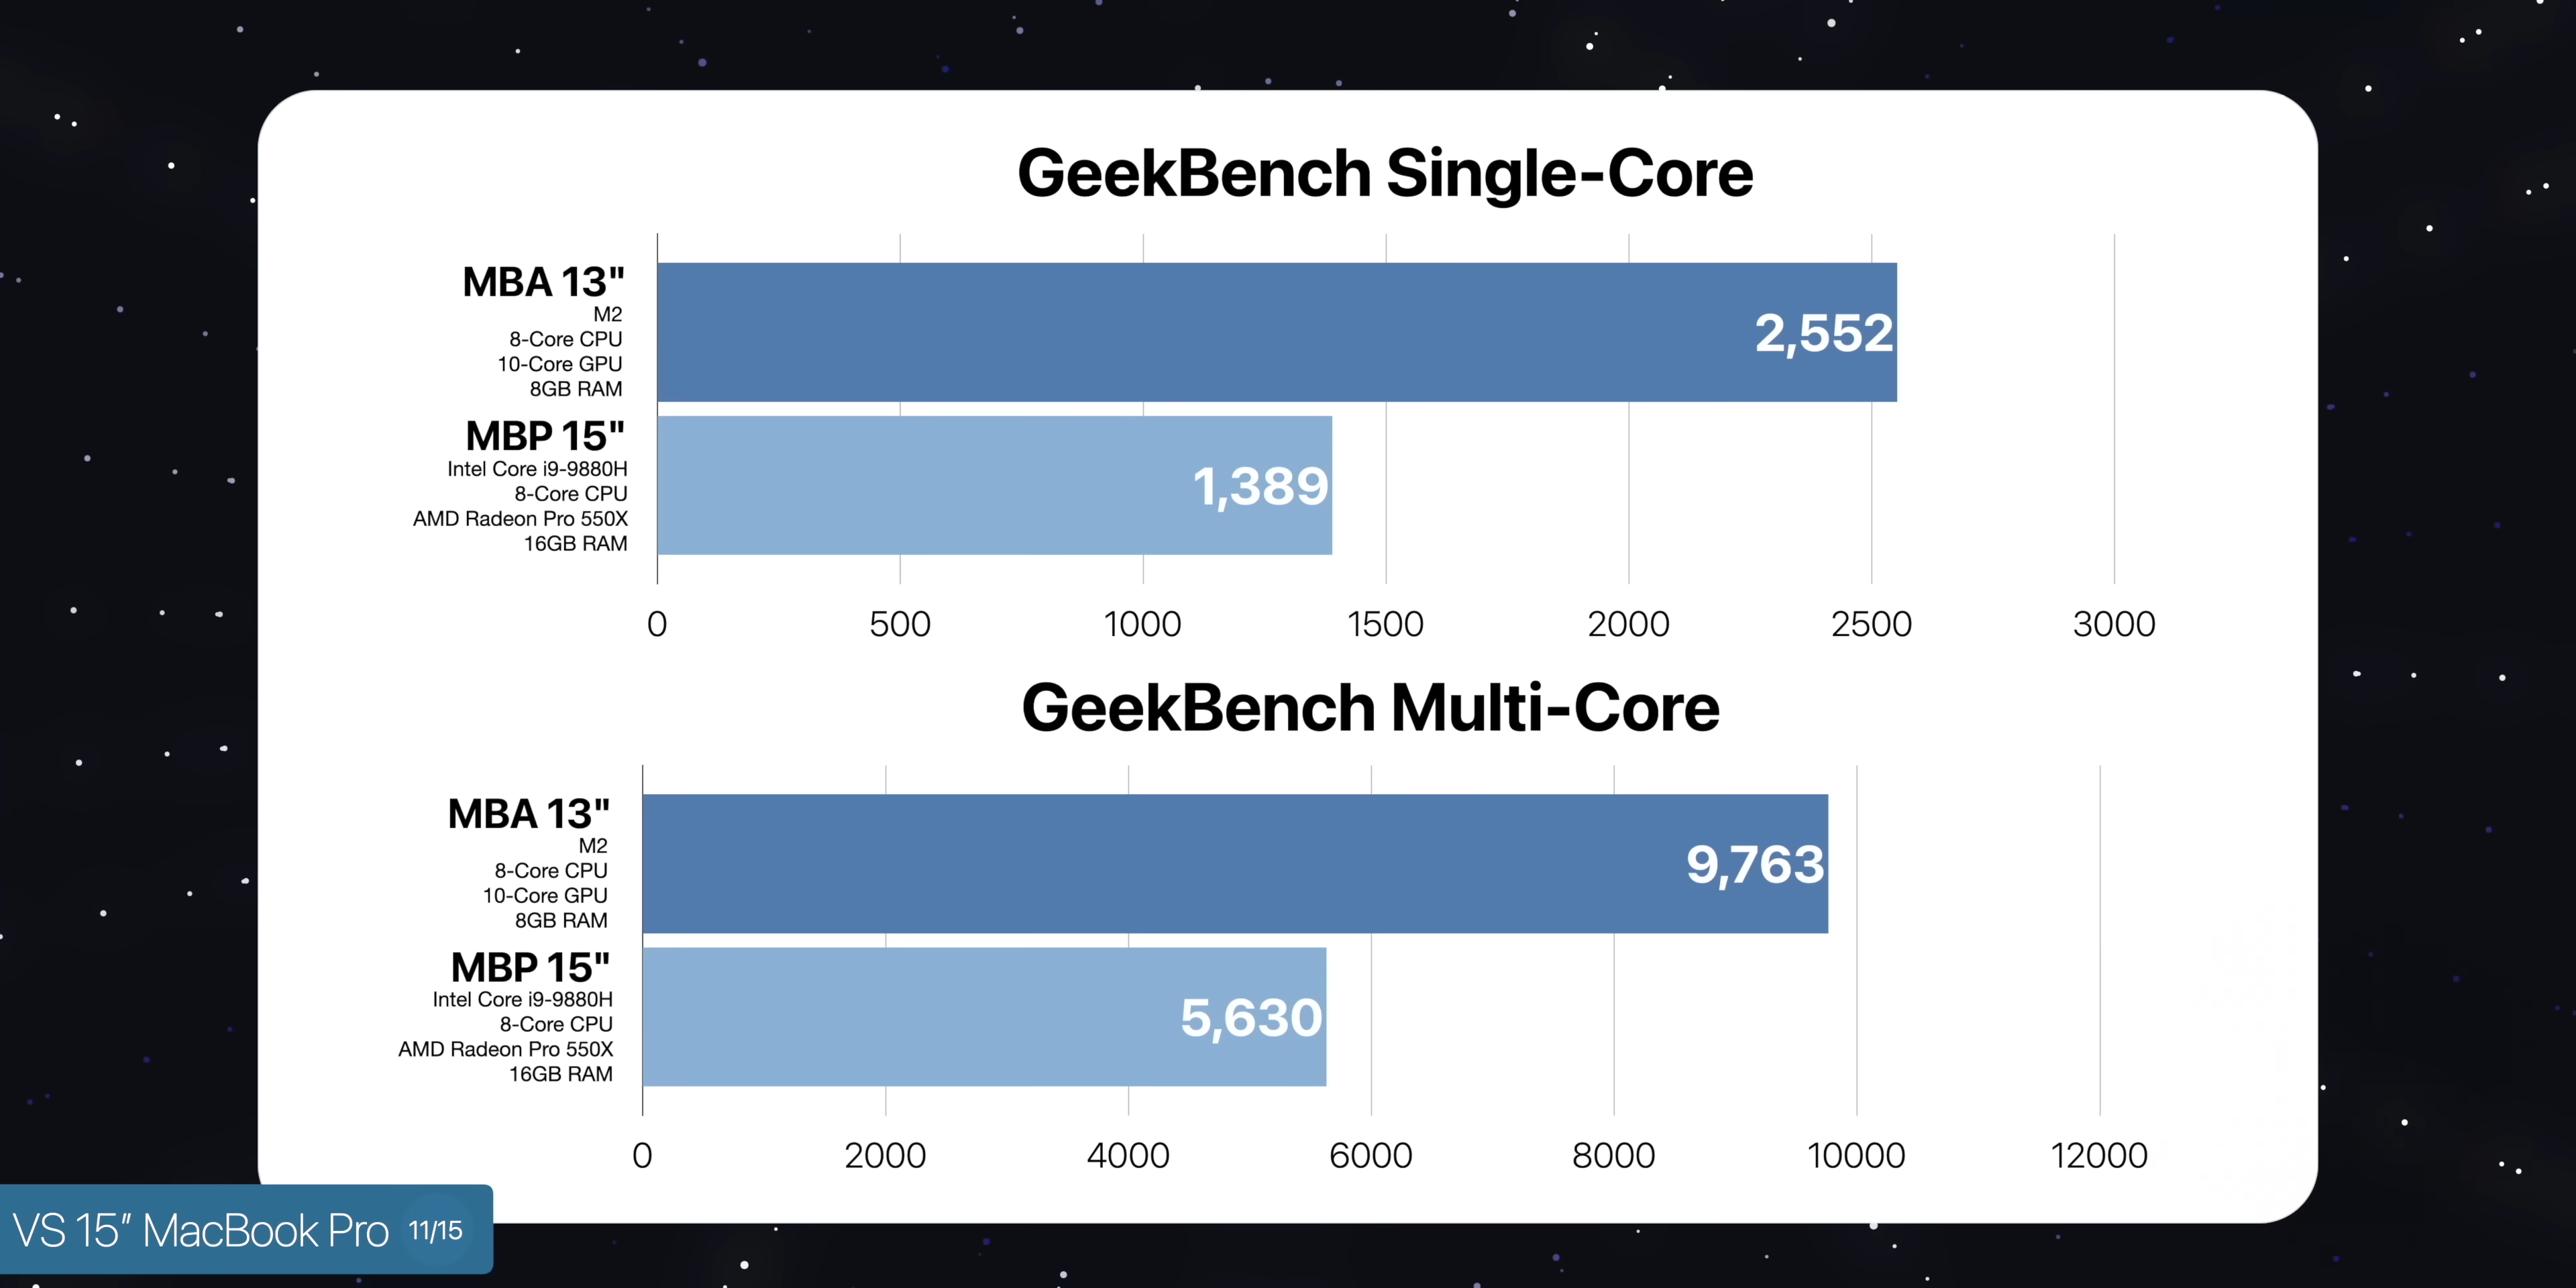 GeekBench Single-Core
MBA 13"
M2
8-Core CPU
10-Core GPU
8GB RAM
2,552
MBP 15"
Intel Core i9-9880H
8-Core CPU
AMD Radeon Pro 550X
16GB RAM
1,389
0 500 1000 1500 2000 2500 3000
GeekBench Multi-Core
MBA 13"
M2
8-Core CPU
10-Core GPU
8GB RAM
9,763
MBP 15"
Intel Core i9-9880H
8-Core CPU
AMD Radeon Pro 550X
16GB RAM
5,630
0 2000 4000 6000 8000 10000 12000
VS 15″ MacBook Pro 11/15